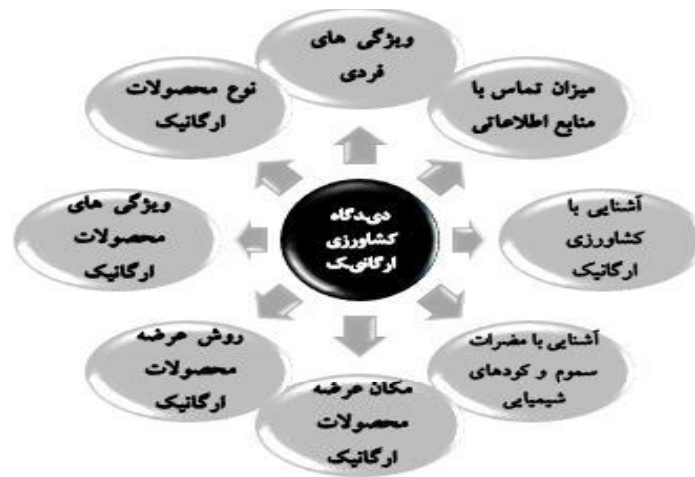 ویژگی های
فردی
میزان تماس با
منابع اطلاعاتی
آشنایی با
کشاورزی
ارگانیک
آشنایی با مضرات
سموم و کودهای
شیمیایی
مکان عرضه
محصولات
ارگانیک
روش عرضه
محصولات
ارگانیک
ویژگی های
محصولات
ارگانیک
نوع محصولات
ارگانیک
دیدگاه
کشاورزی
ارگانیک